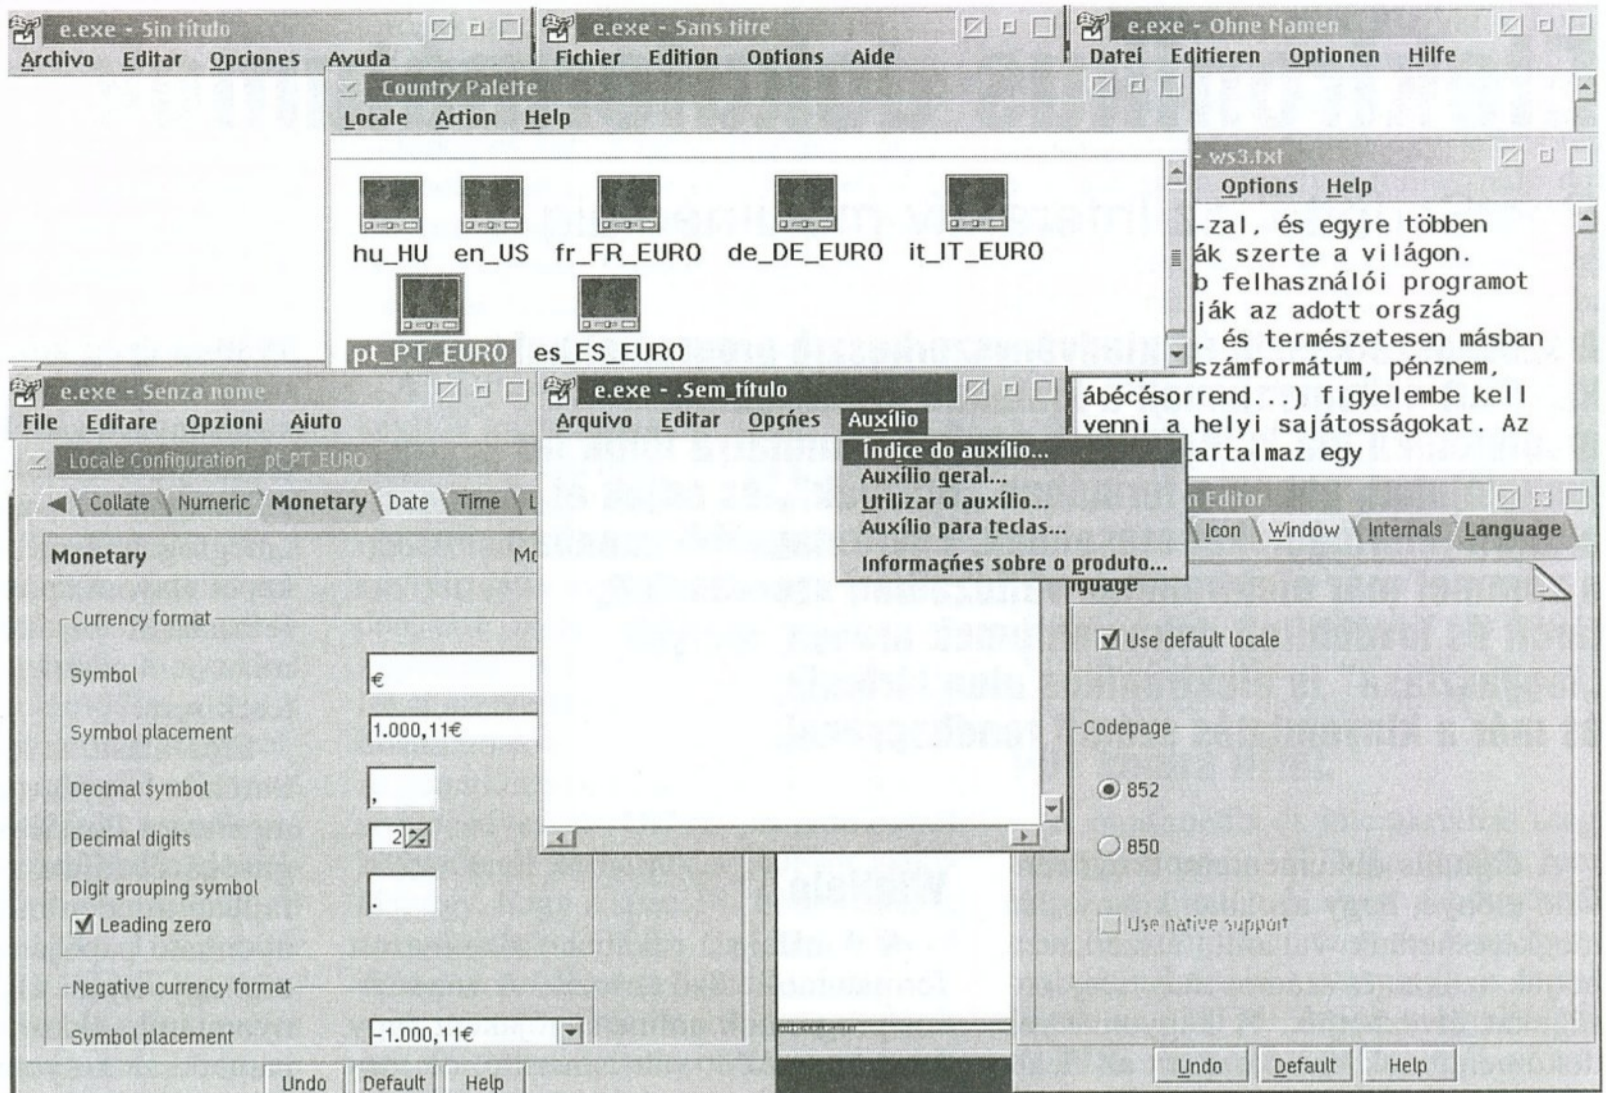 e.exe - Sin título
Archivo Editar Opciones Ayuda
e.exe - Sans titre
Fichier Edition Options Aide
e.exe - Ohne Namen
Datei Editieren Optionen Hilfe
Country Palette
Locale Action Help
hu_HU en_US fr_FR_EURO de_DE_EURO it_IT_EURO
pt_PT_EURO es_ES_EURO
- ws3.txt
Options Help
-zal, és egyre többen
ák szerte a világon.
b felhasználói programot
ják az adott ország
, és természetesen másban
számformátum, pénznem,
ábécésorrend...) figyelembe kell
venni a helyi sajátosságokat. Az
tartalmaz egy
e.exe - Senza nome
File Editare Opzioni Aiuto
e.exe - .Sem_título
Arquivo Editar Opçńes Auxílio
Índice do auxílio...
Auxílio geral...
Utilizar o auxílio...
Auxílio para teclas...
Informaçńes sobre o produto...
Locale Configuration pt_PT_EURO
Collate Numeric Monetary Date Time L
Monetary Mo
Currency format
Symbol €
Symbol placement 1.000,11€
Decimal symbol ,
Decimal digits 2
Digit grouping symbol .
Leading zero
Negative currency format
Symbol placement -1.000,11€
Undo Default Help
n Editor
Icon Window Internals Language
nguage
Use default locale
Codepage
852
850
Use native support
Undo Default Help